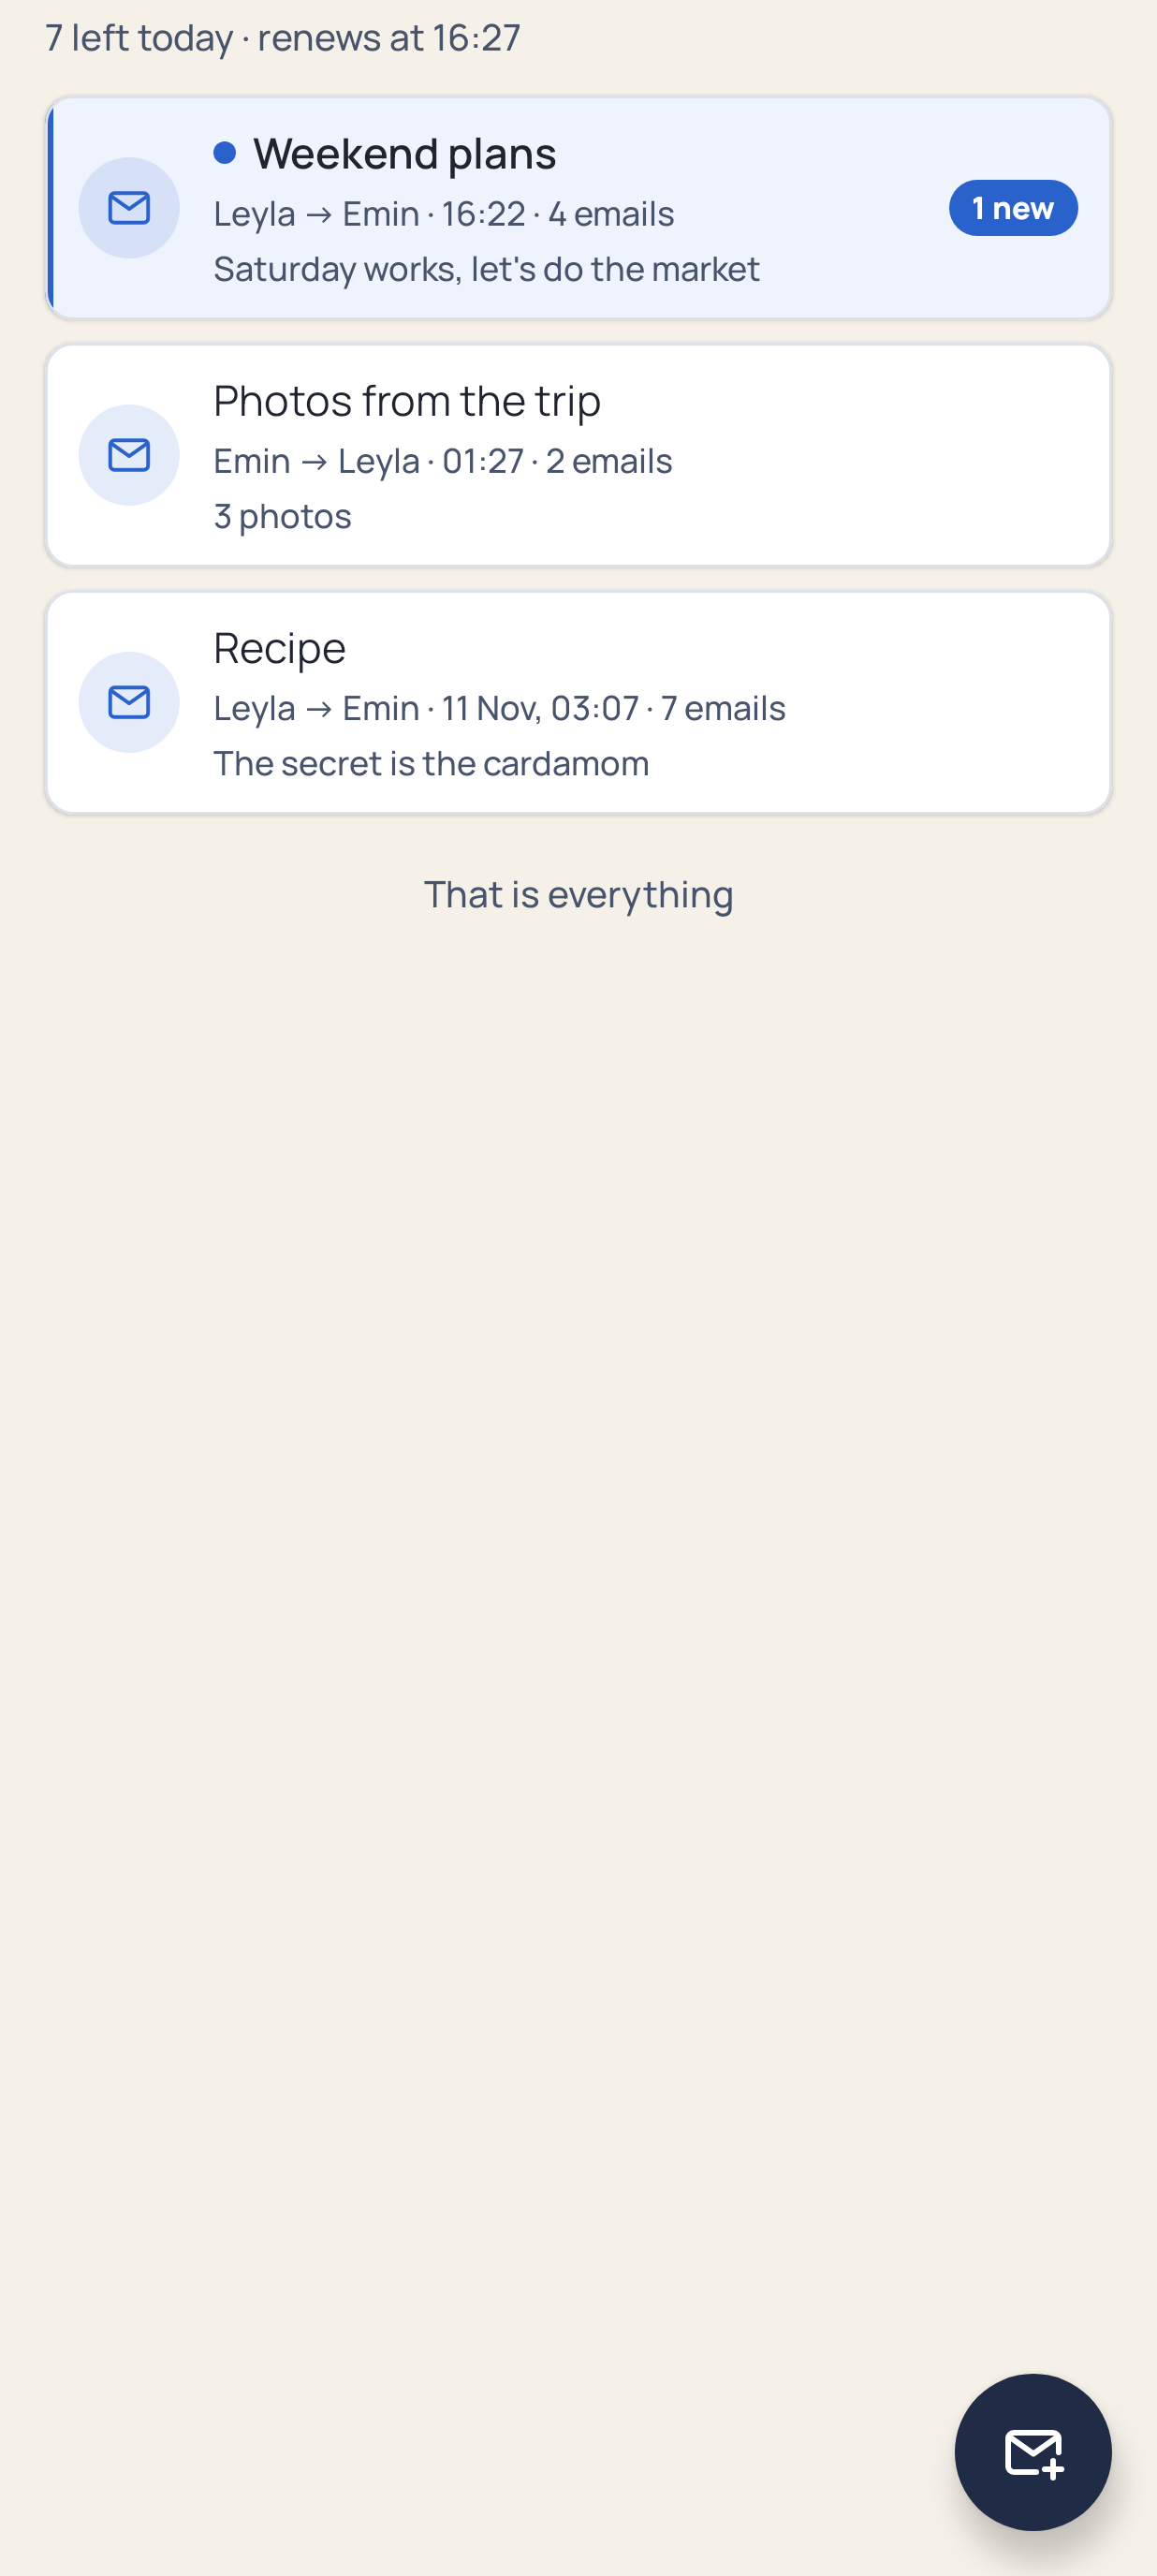 7 left today · renews at 16:27
Weekend plans
Leyla → Emin · 16:22 · 4 emails
1 new
Saturday works, let's do the market
Photos from the trip
Emin → Leyla · 01:27 · 2 emails
3 photos
Recipe
Leyla → Emin · 11 Nov, 03:07 · 7 emails
The secret is the cardamom
That is everything